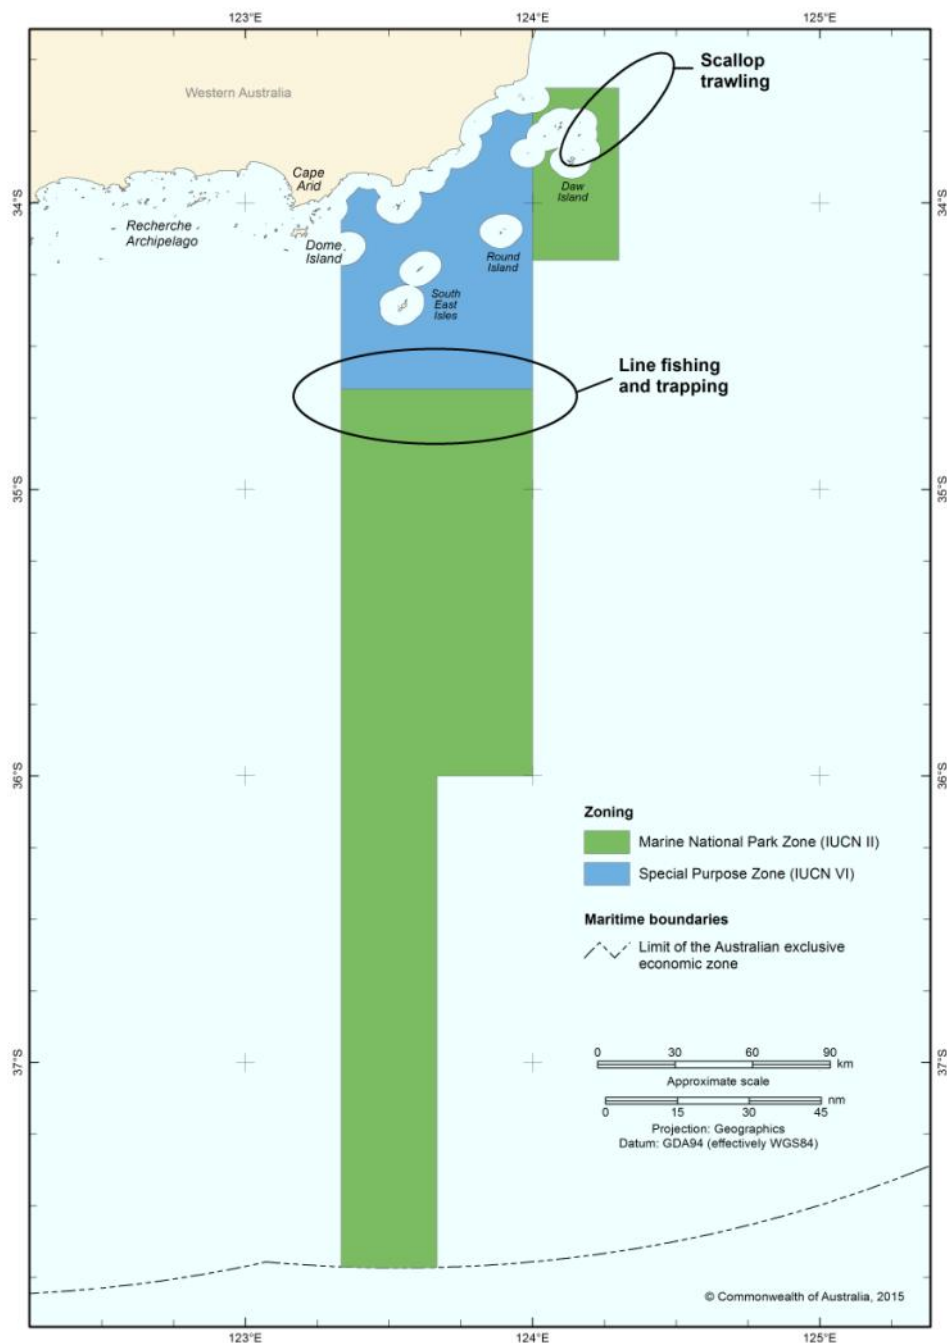 123°E
124°E
125°E
Scallop
trawling
Western Australia
Cape
Arid
Daw
Island
34°S
34°S
Recherche
Archipelago
Dome
Island
Round
Island
South
East
Isles
Line fishing
and trapping
35°S
35°S
36°S
36°S
Zoning
Marine National Park Zone (IUCN II)
Special Purpose Zone (IUCN VI)
Maritime boundaries
Limit of the Australian exclusive
economic zone
37°S
37°S
0 30 60 90
km
Approximate scale
nm
0 15 30 45
Projection: Geographics
Datum: GDA94 (effectively WGS84)
© Commonwealth of Australia, 2015
123°E
124°E
125°E